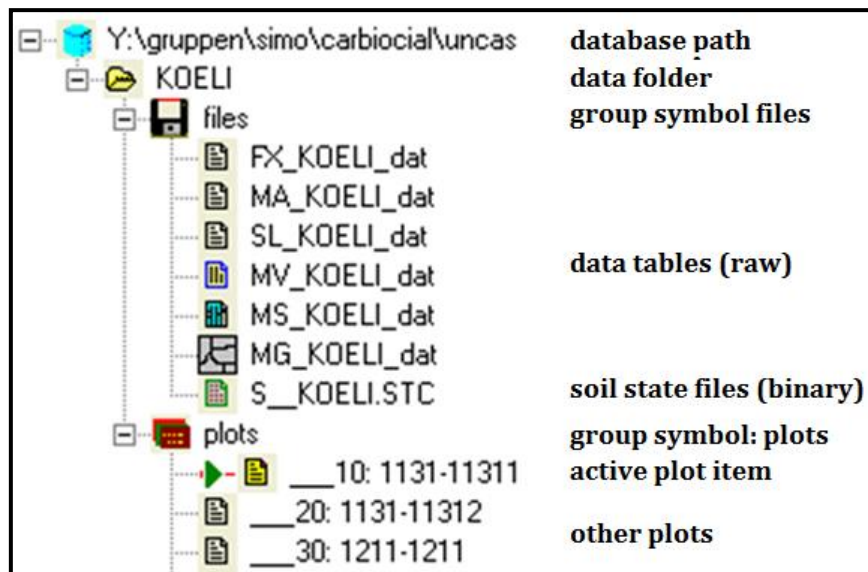 Y:\gruppen\simo\carbiocial\uncas database path
KOELI data folder
files group symbol files
FX_KOELI_dat
MA_KOELI_dat
SL_KOELI_dat
MV_KOELI_dat data tables (raw)
MS_KOELI_dat
MG_KOELI_dat
S__KOELI.STC soil state files (binary)
plots group symbol: plots
___10: 1131-11311 active plot item
___20: 1131-11312
other plots
___30: 1211-1211